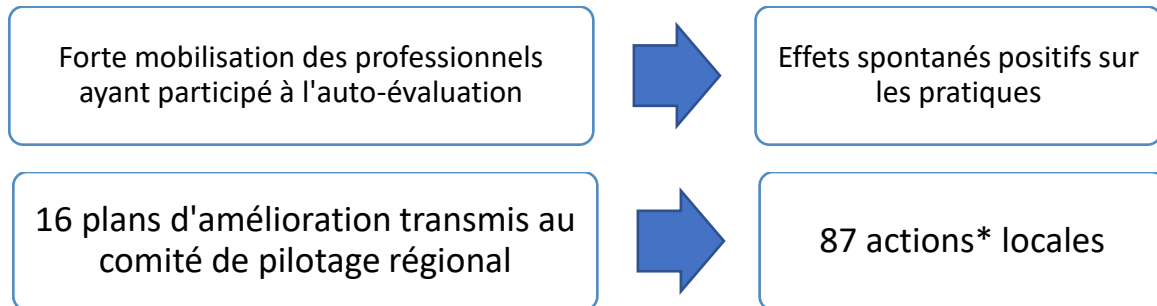 Forte mobilisation des professionnels
ayant participé à l'auto-évaluation
Effets spontanés positifs sur
les pratiques
16 plans d'amélioration transmis au
comité de pilotage régional
87 actions* locales